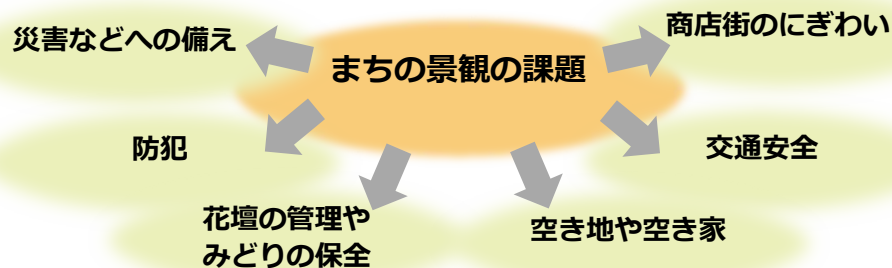 災害などへの備え
まちの景観の課題
商店街のにぎわい
防犯
交通安全
花壇の管理や
みどりの保全
空き地や空き家